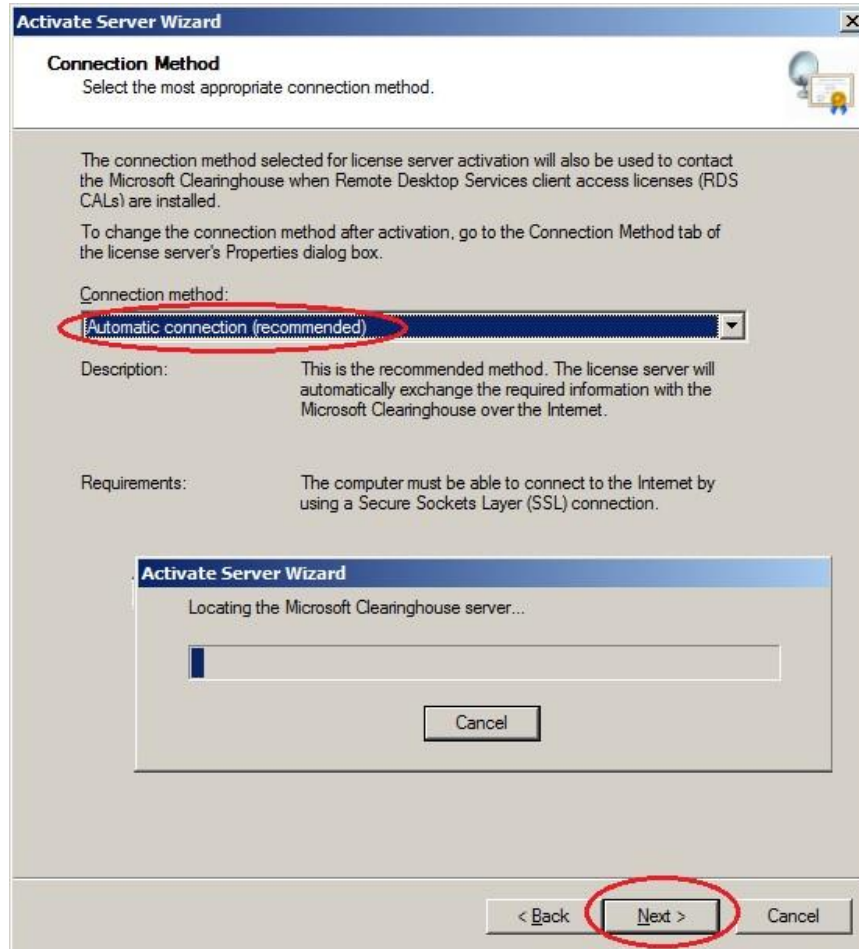 Activate Server Wizard
Connection Method
Select the most appropriate connection method.
The connection method selected for license server activation will also be used to contact
the Microsoft Clearinghouse when Remote Desktop Services client access licenses (RDS
CALs) are installed.
To change the connection method after activation, go to the Connection Method tab of
the license server's Properties dialog box.
Connection method:
Automatic connection (recommended)
Description:
This is the recommended method. The license server will
automatically exchange the required information with the
Microsoft Clearinghouse over the Internet.
Requirements:
The computer must be able to connect to the Internet by
using a Secure Sockets Layer (SSL) connection.
Activate Server Wizard
Locating the Microsoft Clearinghouse server...
Cancel
< Back
Next >
Cancel